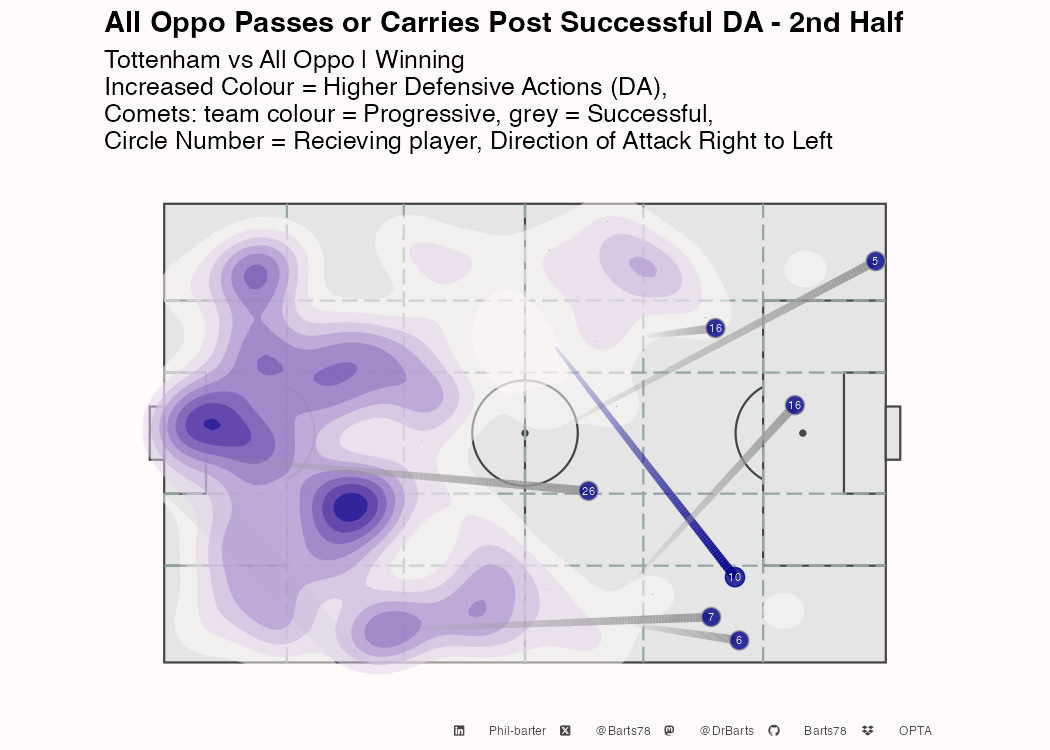 All Oppo Passes or Carries Post Successful DA - 2nd Half
Tottenham vs All Oppo | Winning
Increased Colour = Higher Defensive Actions (DA),
Comets: team colour = Progressive, grey = Successful,
Circle Number = Recieving player, Direction of Attack Right to Left
5
16
16
26
10
7
6
Phil-barter @Barts78 @DrBarts Barts78 OPTA